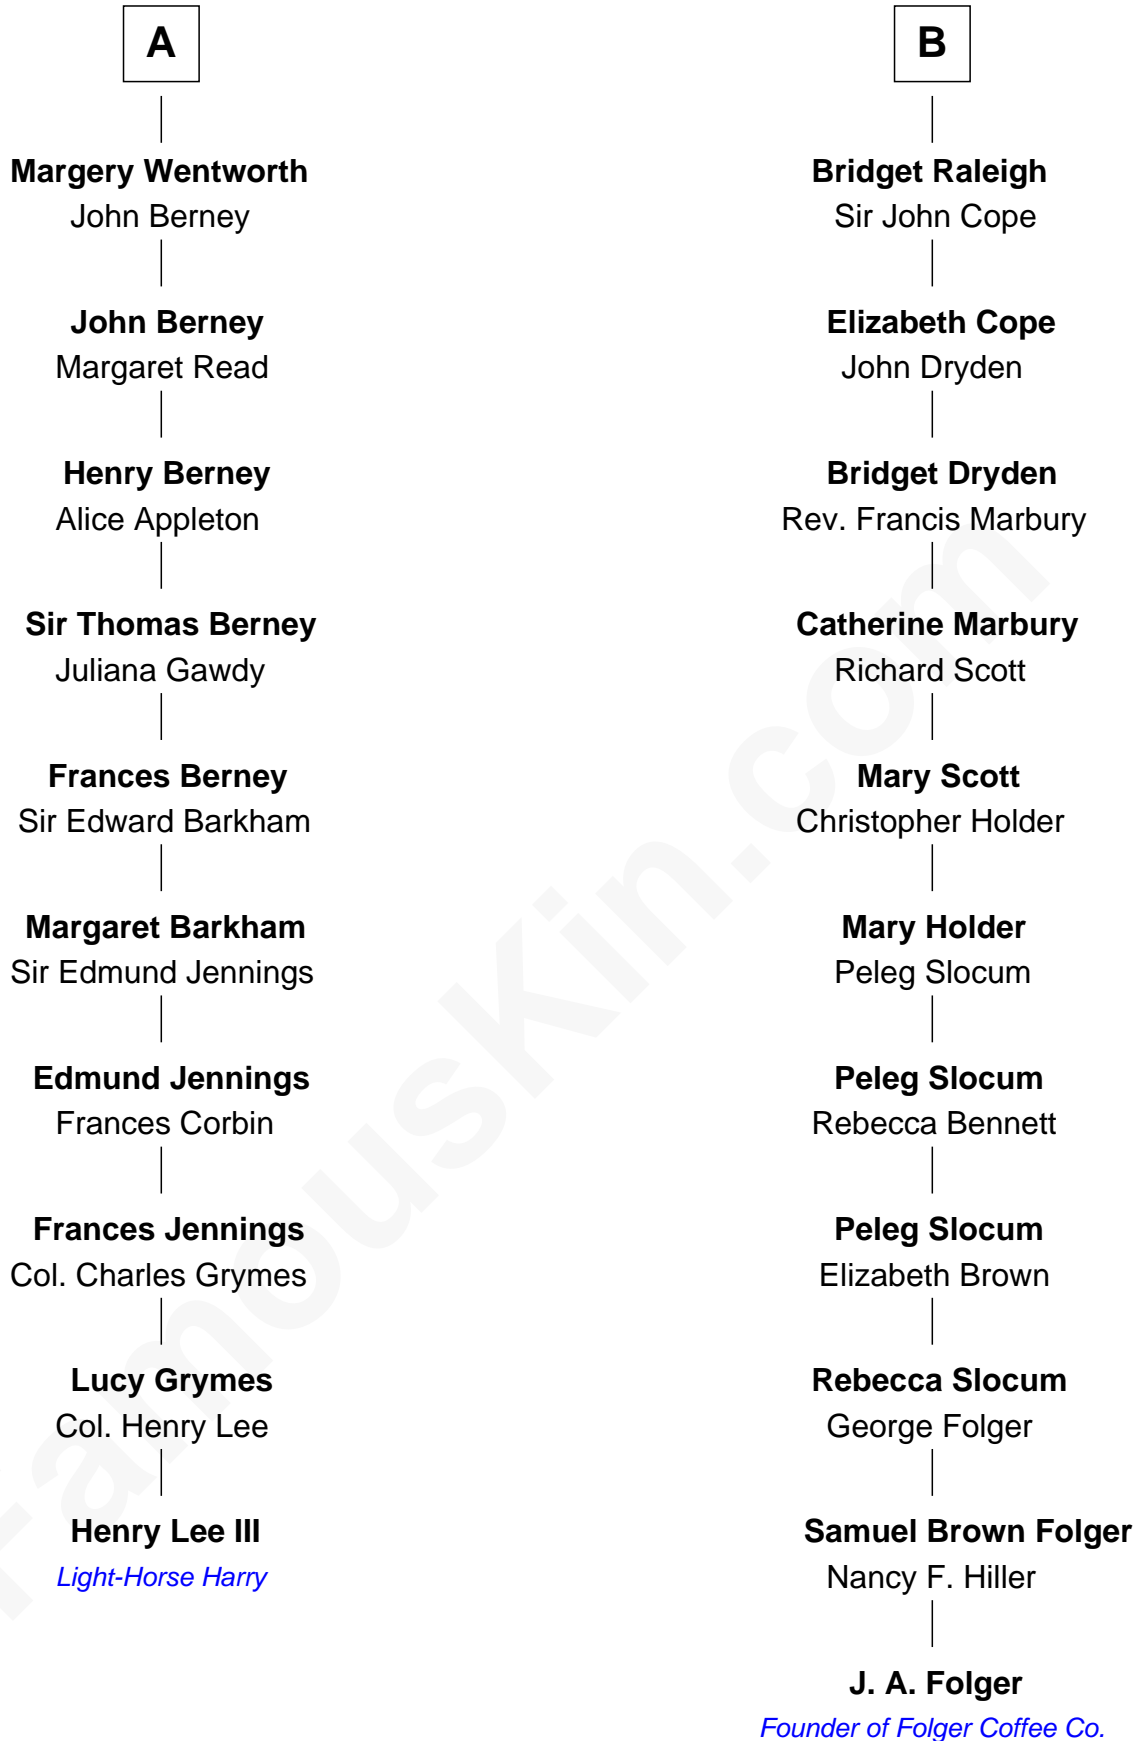 A
Margery Wentworth
John Berney
John Berney
Margaret Read
Henry Berney
Alice Appleton
Sir Thomas Berney
Juliana Gawdy
Frances Berney
Sir Edward Barkham
Margaret Barkham
Sir Edmund Jennings
Edmund Jennings
Frances Corbin
Frances Jennings
Col. Charles Grymes
Lucy Grymes
Col. Henry Lee
Henry Lee III
Light-Horse Harry
B
Bridget Raleigh
Sir John Cope
Elizabeth Cope
John Dryden
Bridget Dryden
Rev. Francis Marbury
Catherine Marbury
Richard Scott
Mary Scott
Christopher Holder
Mary Holder
Peleg Slocum
Peleg Slocum
Rebecca Bennett
Peleg Slocum
Elizabeth Brown
Rebecca Slocum
George Folger
Samuel Brown Folger
Nancy F. Hiller
J. A. Folger
Founder of Folger Coffee Co.
FamousKin.com